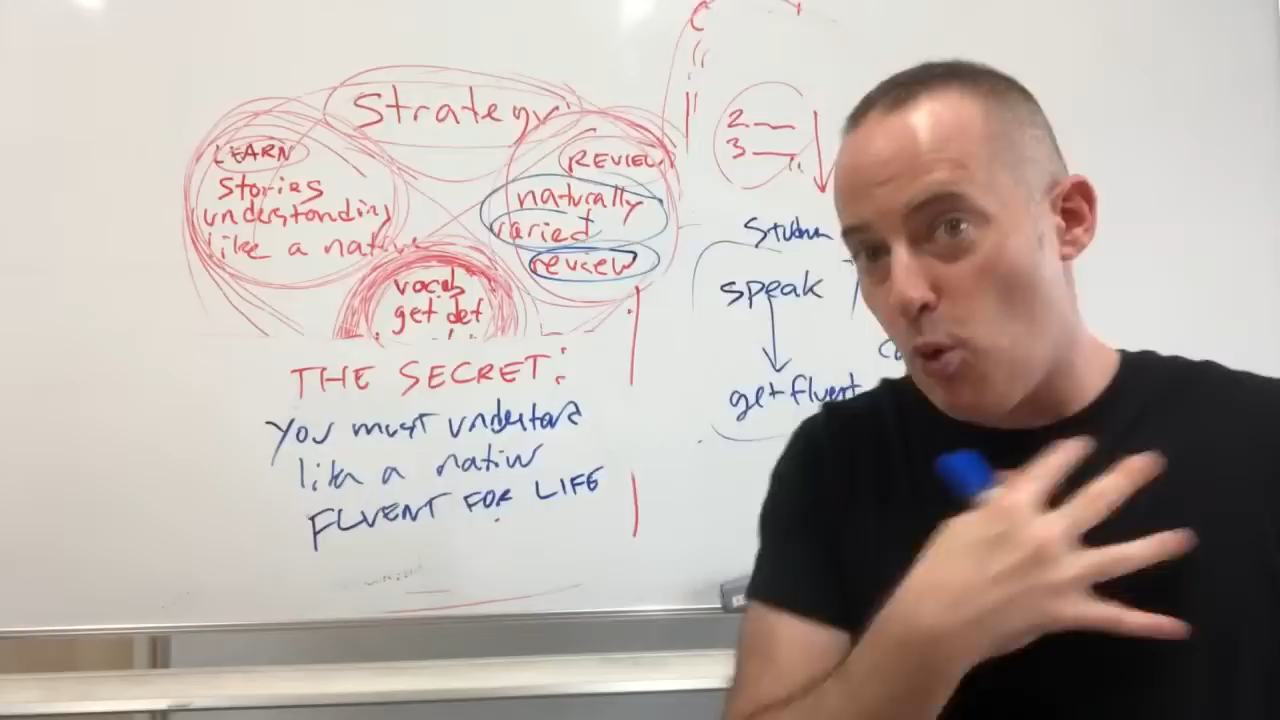 Strategy
LEARN
stories
understanding
like a native
REVIEW
naturally
varied
review
vocab
get def
THE SECRET:
You must understand
like a native
FLUENT FOR LIFE
2.
3
speak
get fluent